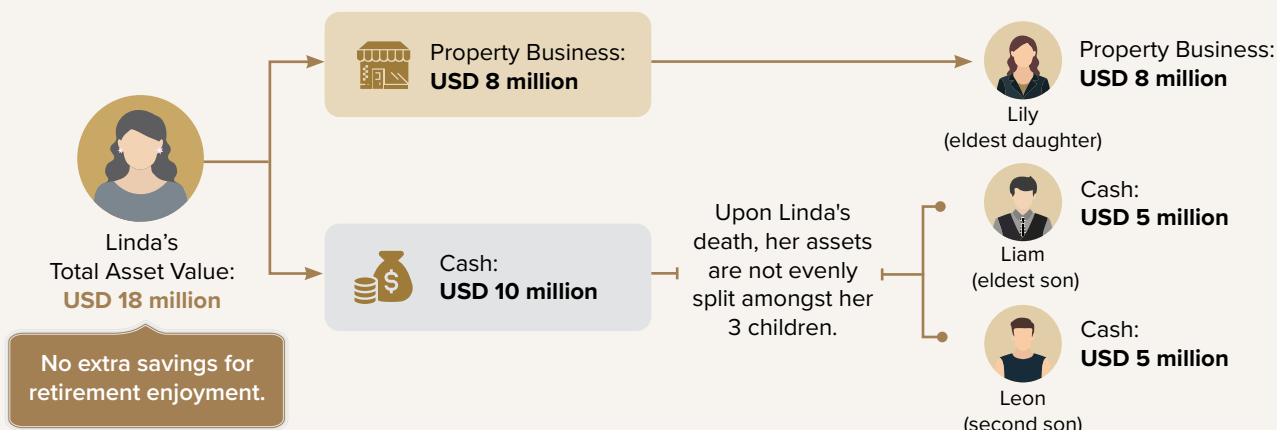 Linda’s
Total Asset Value:
USD 18 million
No extra savings for
retirement enjoyment.
Property Business:
USD 8 million
Cash:
USD 10 million
Upon Linda's
death, her assets
are not evenly
split amongst her
3 children.
Property Business:
USD 8 million
Lily
(eldest daughter)
Cash:
USD 5 million
Liam
(eldest son)
Cash:
USD 5 million
Leon
(second son)